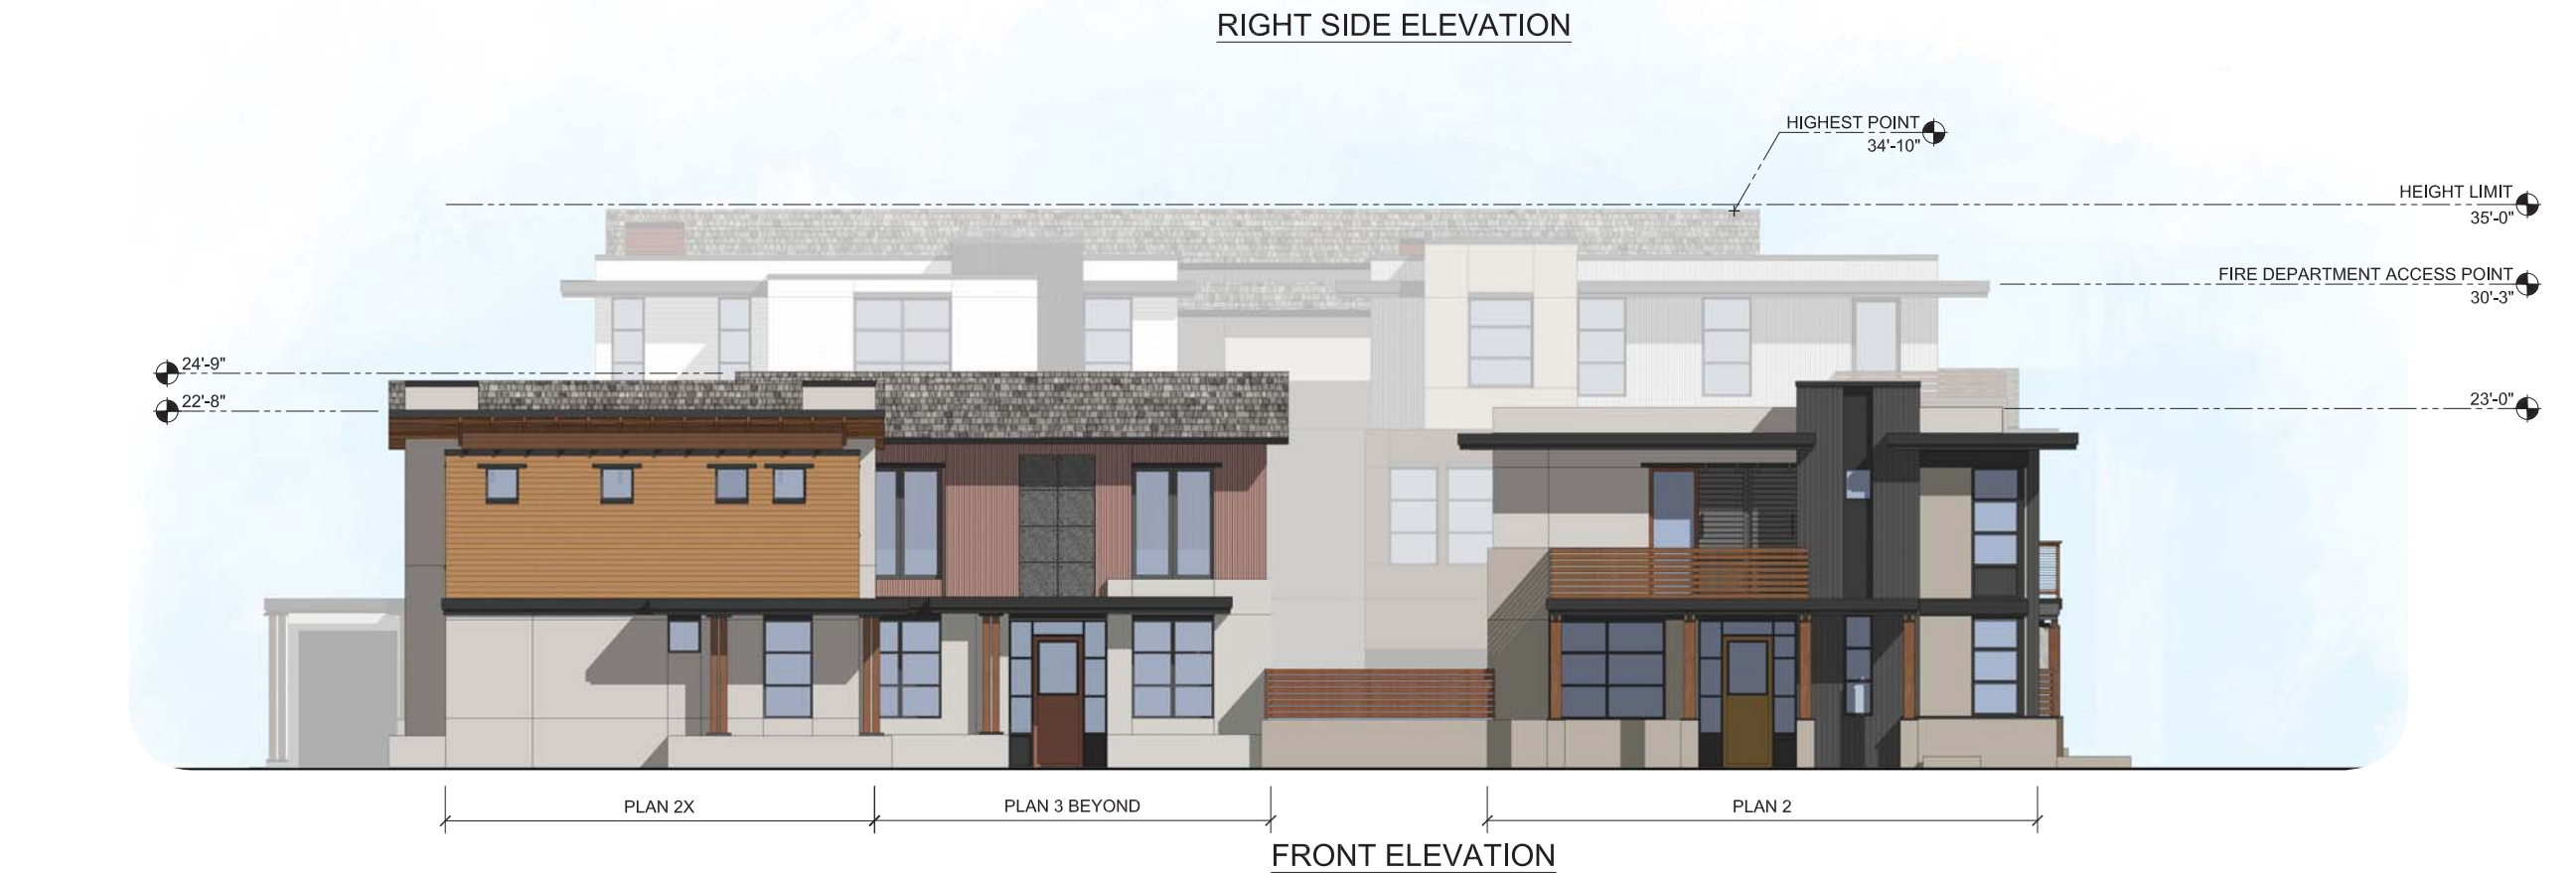 RIGHT SIDE ELEVATION
HIGHEST POINT
34'-10"
HEIGHT LIMIT
35'-0"
FIRE DEPARTMENT ACCESS POINT
30'-3"
24'-9"
22'-8"
23'-0"
PLAN 2X
PLAN 3 BEYOND
PLAN 2
FRONT ELEVATION